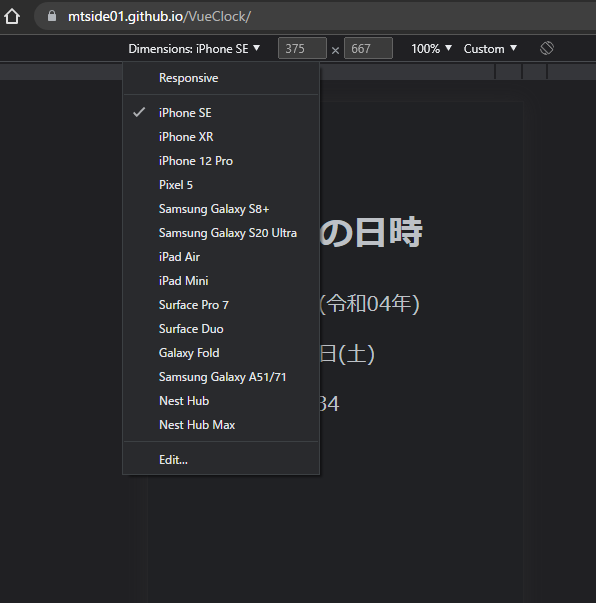 mtside01.github.io/VueClock/
Dimensions: iPhone SE ▼ 375 × 667 100% ▼ Custom ▼
Responsive
iPhone SE
iPhone XR
iPhone 12 Pro
Pixel 5
Samsung Galaxy S8+
Samsung Galaxy S20 Ultra
の日時
iPad Air
iPad Mini
Surface Pro 7
(令和04年)
Surface Duo
Galaxy Fold
日(土)
Samsung Galaxy A51/71
Nest Hub
34
Nest Hub Max
Edit...